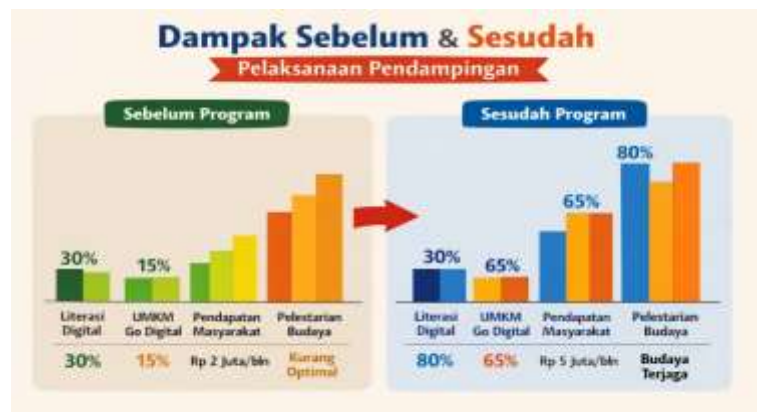 Dampak Sebelum & Sesudah
Pelaksanaan Pendampingan
Sebelum Program
30%
15%
Literasi Digital
UMKM Go Digital
Pendapatan Masyarakat
Pelestarian Budaya
30%
15%
Rp 2 Juta/bln
Kurang Optimal
Sesudah Program
30%
65%
65%
80%
Literasi Digital
UMKM Go Digital
Pendapatan Masyarakat
Pelestarian Budaya
80%
65%
Rp 5 Juta/bln
Budaya Terjaga